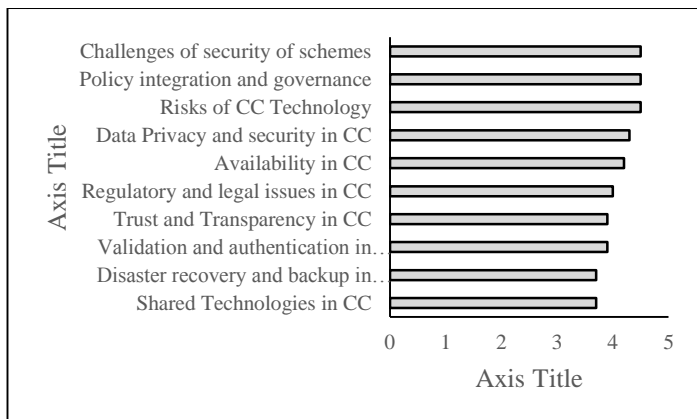 Challenges of security of schemes
Policy integration and governance
Risks of CC Technology
Data Privacy and security in CC
Availability in CC
Regulatory and legal issues in CC
Trust and Transparency in CC
Validation and authentication in…
Disaster recovery and backup in…
Shared Technologies in CC
Axis Title
0 1 2 3 4 5
Axis Title